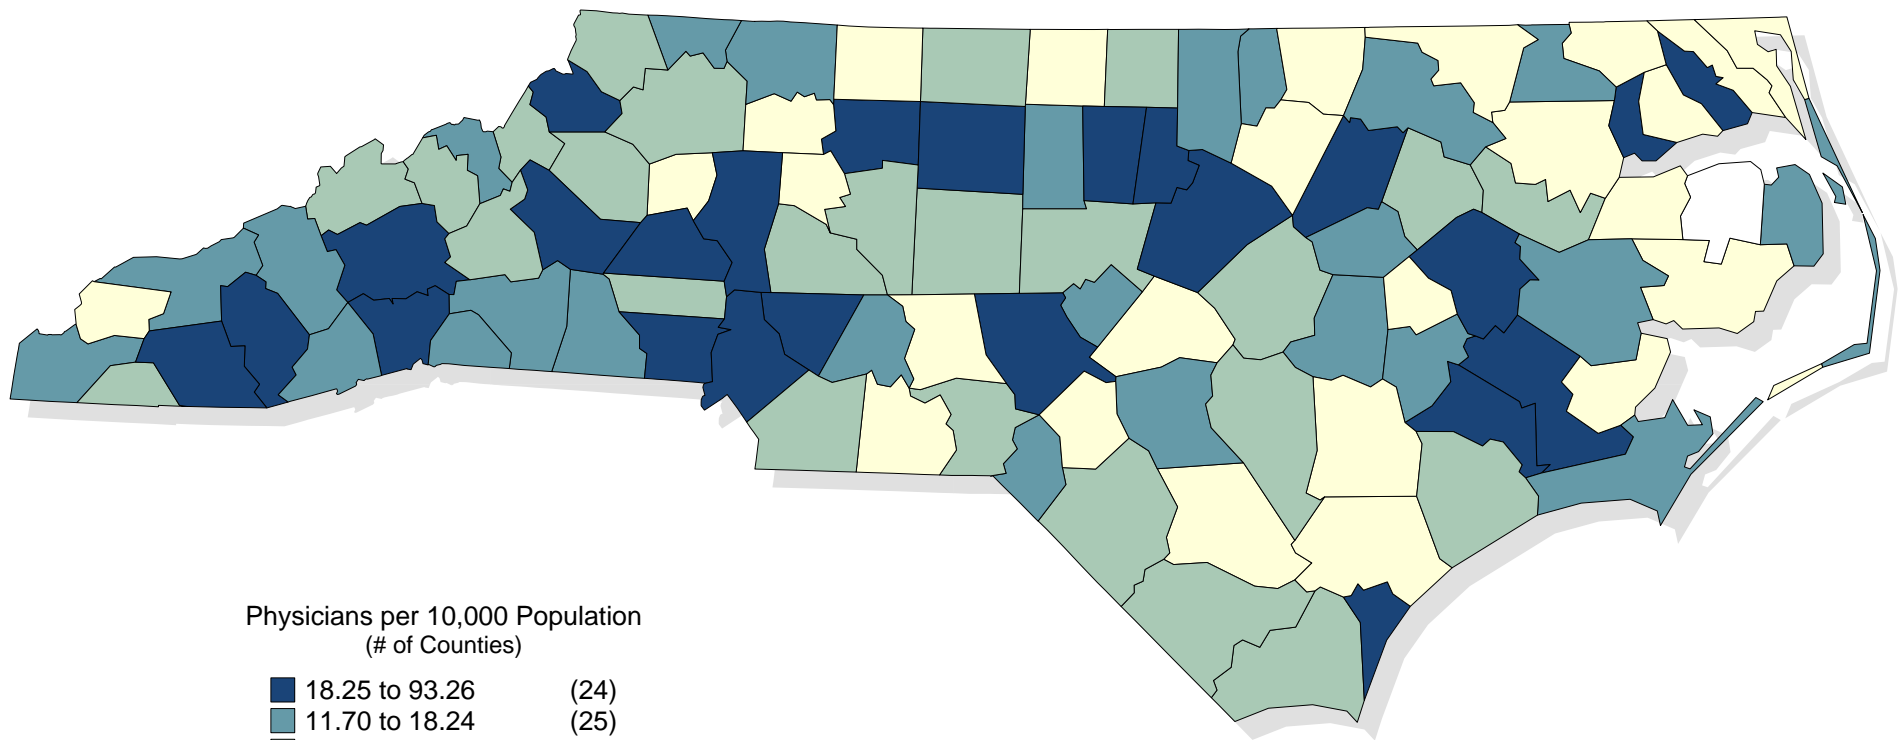 Physicians per 10,000 Population
(# of Counties)
18.25 to 93.26 (24)
11.70 to 18.24 (25)